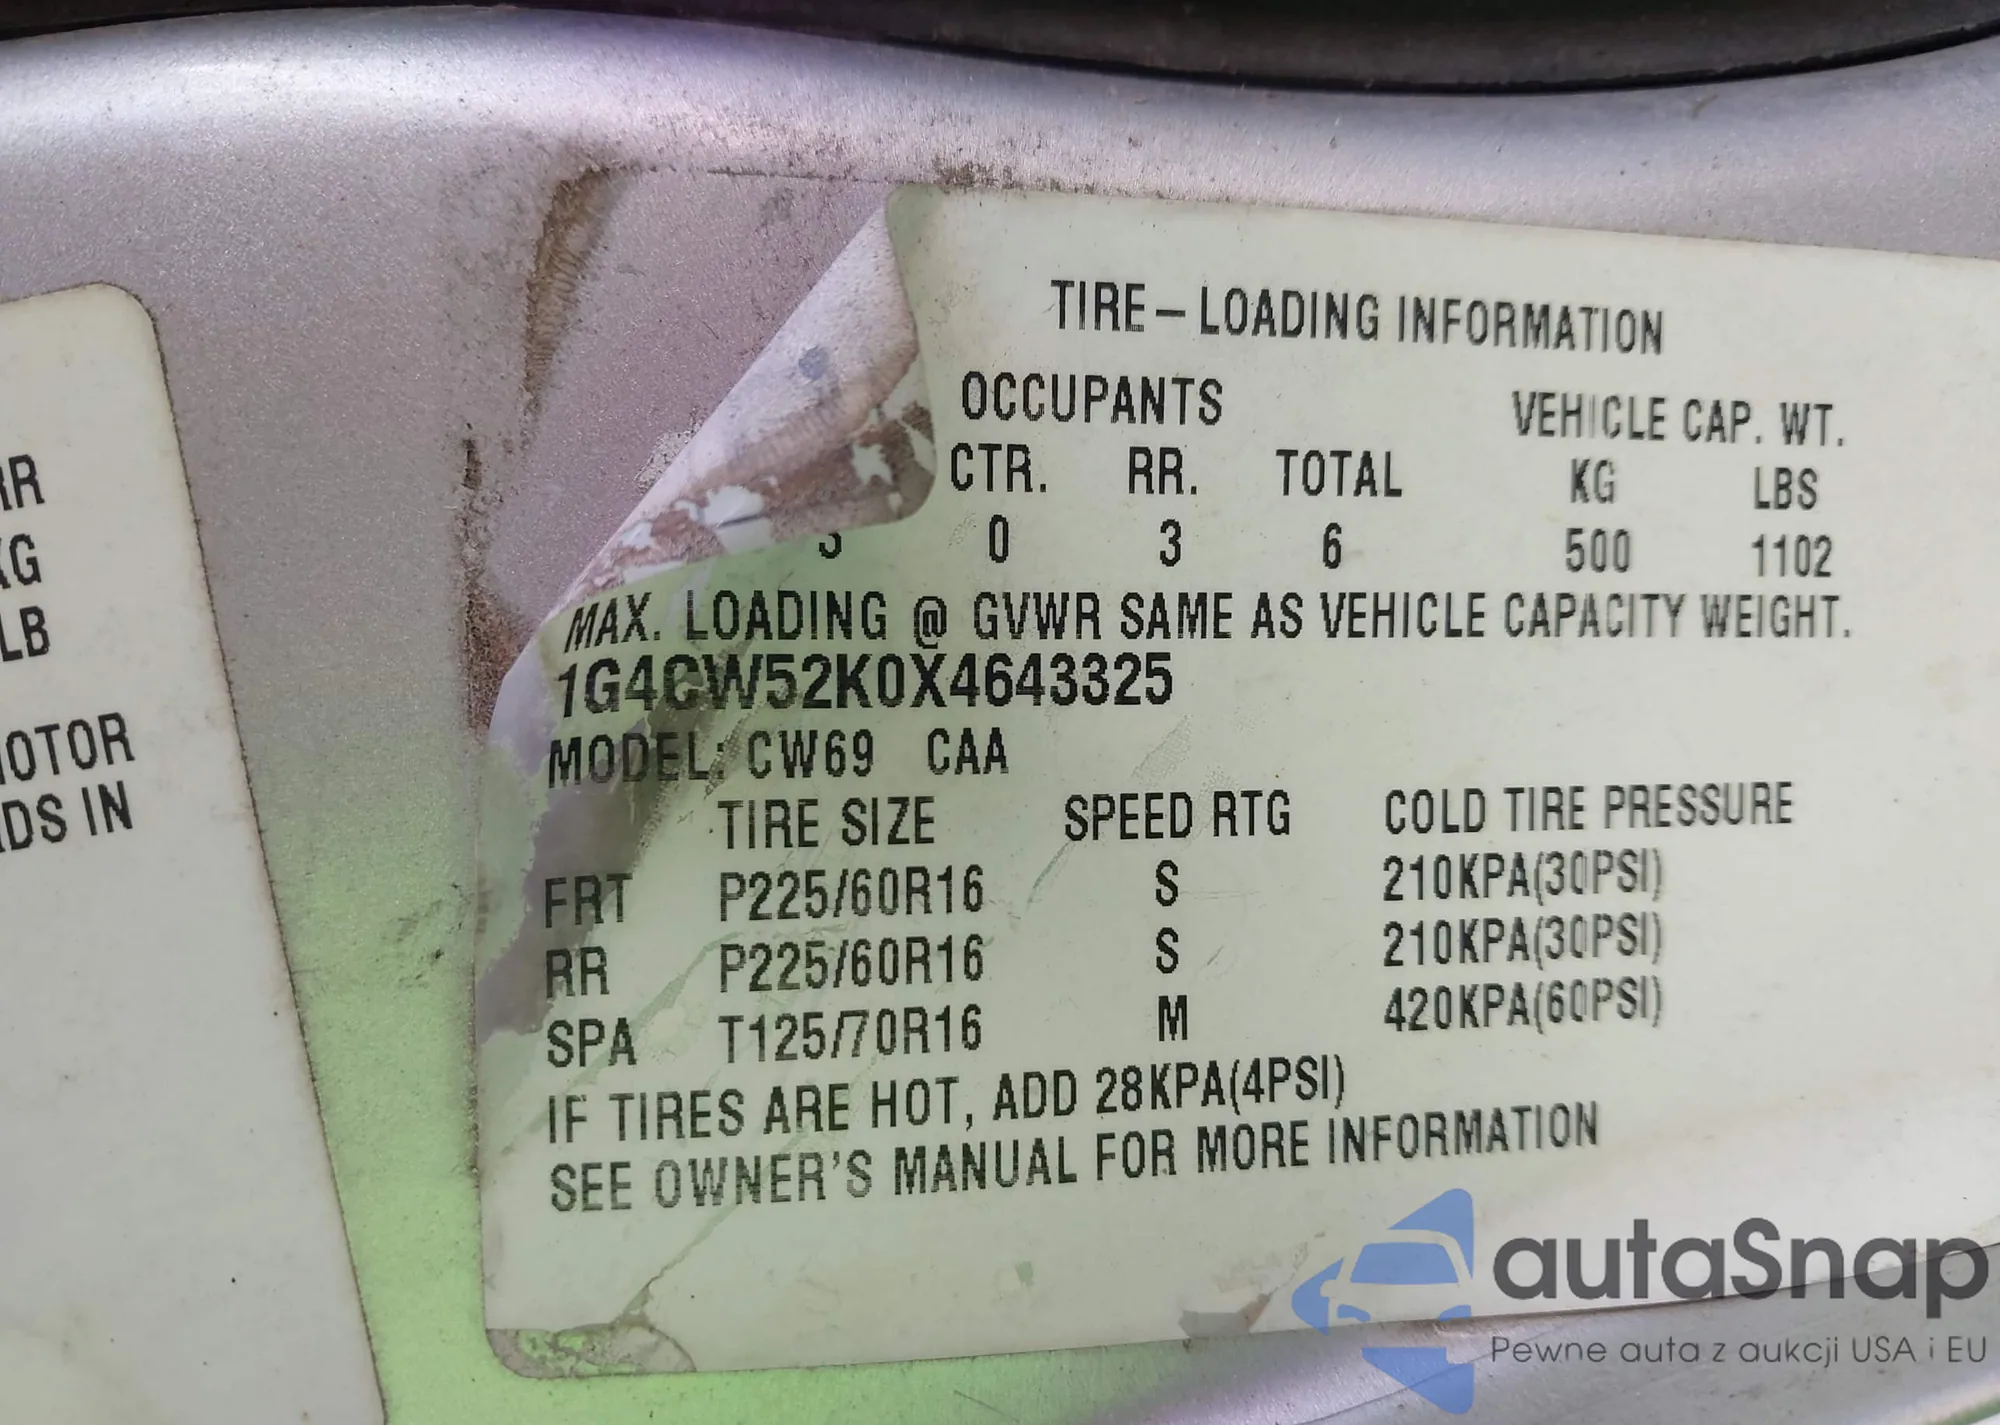 RR
KG
LB
MOTOR
DS IN
TIRE – LOADING INFORMATION
OCCUPANTS VEHICLE CAP. WT.
CTR. RR. TOTAL KG LBS
3 0 3 6 500 1102
MAX. LOADING @ GVWR SAME AS VEHICLE CAPACITY WEIGHT.
1G4CW52K0X4643325
MODEL: CW69 CAA
TIRE SIZE SPEED RTG COLD TIRE PRESSURE
FRT P225/60R16 S 210KPA(30PSI)
RR P225/60R16 S 210KPA(30PSI)
SPA T125/70R16 M 420KPA(60PSI)
IF TIRES ARE HOT, ADD 28KPA(4PSI)
SEE OWNER'S MANUAL FOR MORE INFORMATION
autaSnap
Pewne auta z aukcji USA i EU